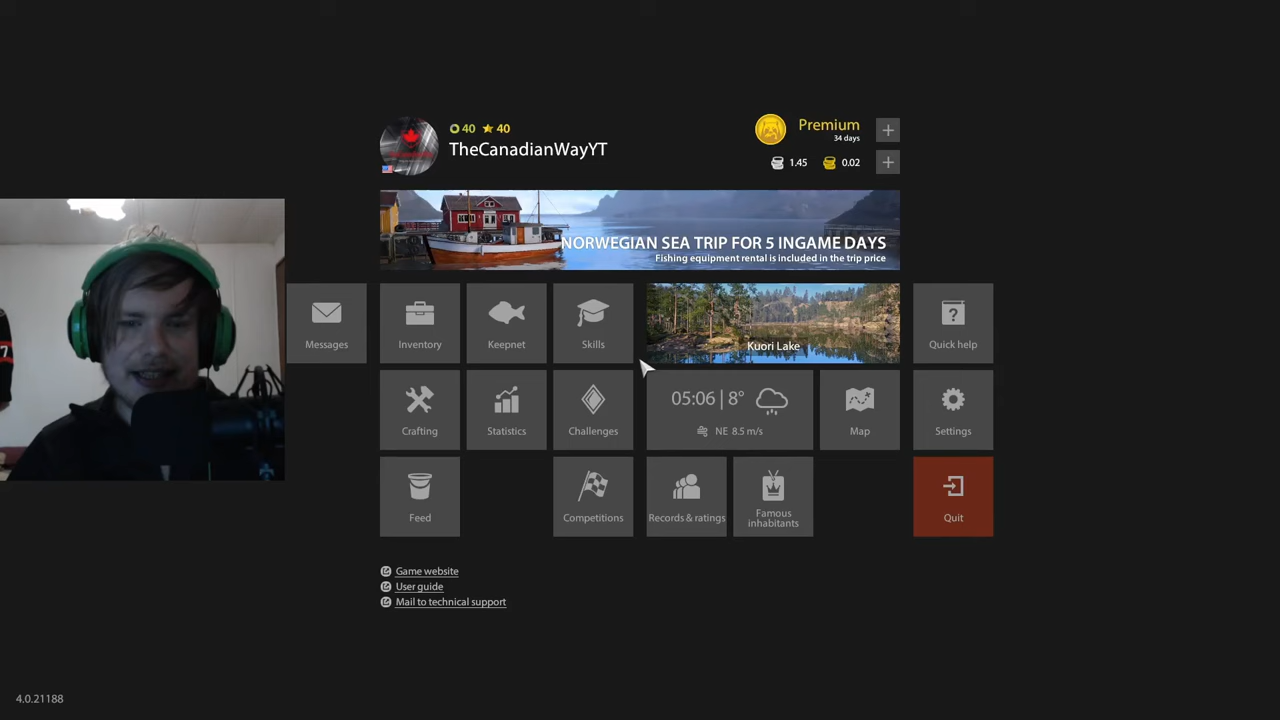 40 40
TheCanadianWayYT
Premium
34 days
1.45 0.02
NORWEGIAN SEA TRIP FOR 5 INGAME DAYS
Fishing equipment rental is included in the trip price
Messages
Inventory
Keepnet
Skills
Kuori Lake
Quick help
Crafting
Statistics
Challenges
05:06 | 8°
NE 8.5 m/s
Map
Settings
Feed
Competitions
Records & ratings
Famous
inhabitants
Quit
Game website
User guide
Mail to technical support
4.0.21188
7